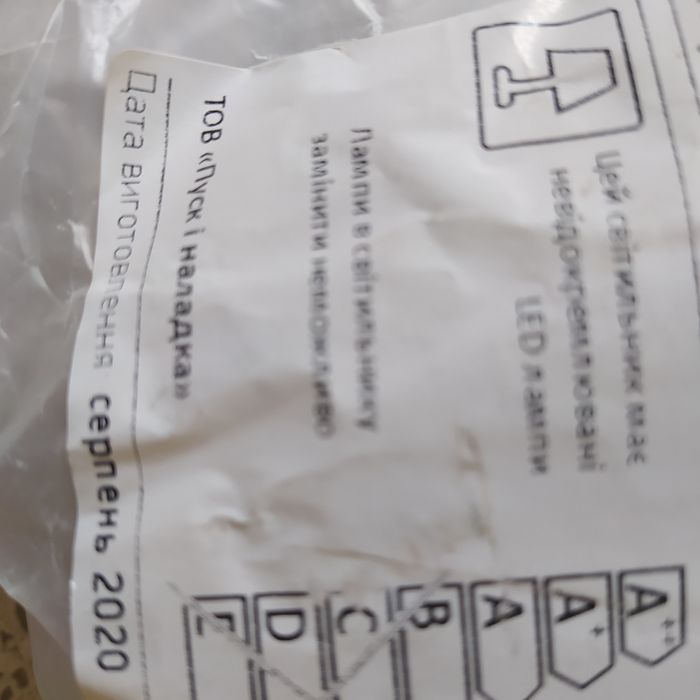 Цей світильник має
невідокремлювані
LED лампи
A++
A+
A
B
C
D
E
Лампи в світильнику
замінити неможливо
ТОВ «Пуск і наладка»
Дата виготовлення серпень 2020